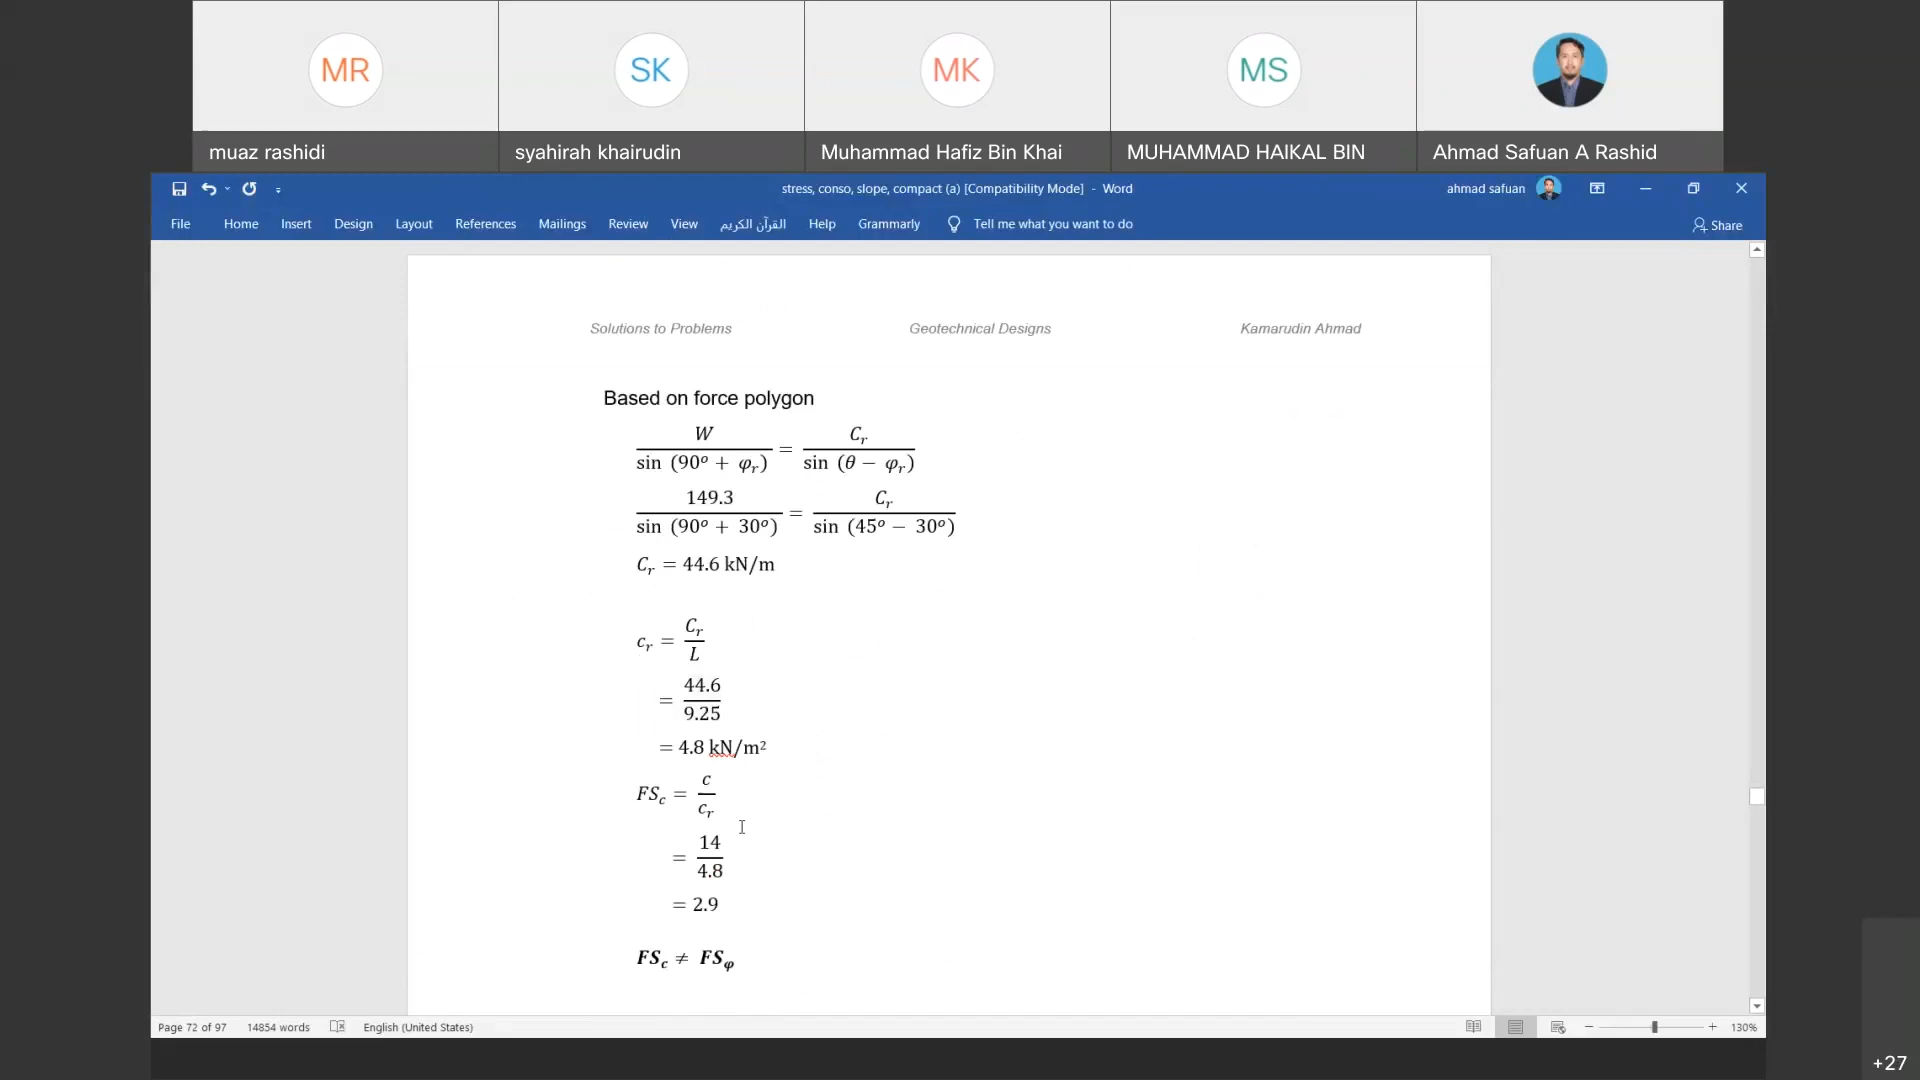 MR
SK
MK
MS
muaz rashidi
syahirah khairudin
Muhammad Hafiz Bin Khai
MUHAMMAD HAIKAL BIN
Ahmad Safuan A Rashid
stress, conso, slope, compact (a) [Compatibility Mode] - Word
ahmad safuan
File Home Insert Design Layout References Mailings Review View القرآن الكريم Help Grammarly Tell me what you want to do
Share
Solutions to Problems Geotechnical Designs Kamarudin Ahmad
Based on force polygon
W / sin (90° + φr) = Cr / sin (θ − φr)
149.3 / sin (90° + 30°) = Cr / sin (45° − 30°)
Cr = 44.6 kN/m
cr = Cr / L
= 44.6 / 9.25
= 4.8 kN/m²
FSc = c / cr
= 14 / 4.8
= 2.9
FSc ≠ FSφ
Page 72 of 97 14854 words English (United States) 130%
+27